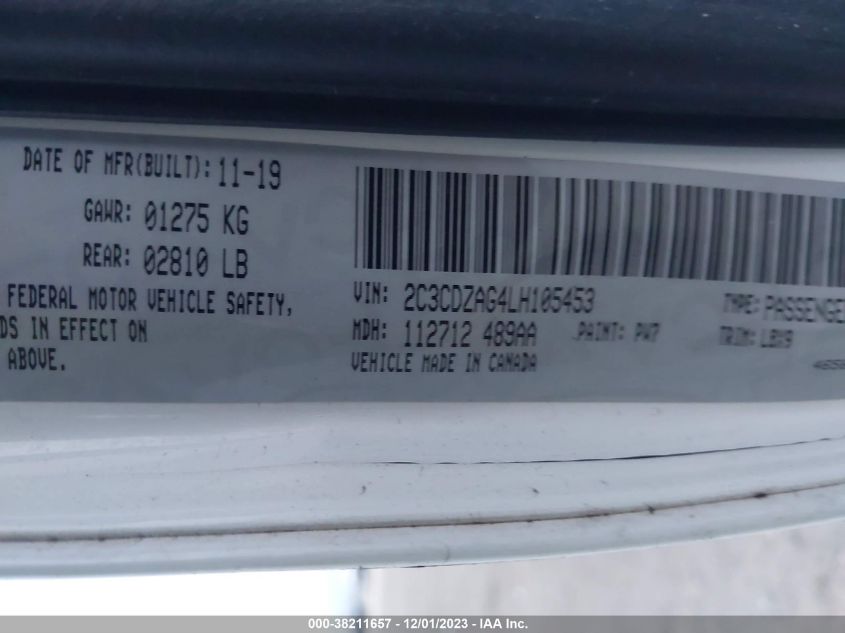 DATE OF MFR(BUILT): 11-19
GAWR: 01275 KG
REAR: 02810 LB
FEDERAL MOTOR VEHICLE SAFETY,
DS IN EFFECT ON
ABOVE.
VIN: 2C3CDZAG4LH105453
TYPE: PASSENGE
MDH: 112712 489AA
PAINT: PW7
TRIM: LBX9
VEHICLE MADE IN CANADA
000-38211657 - 12/01/2023 - IAA Inc.